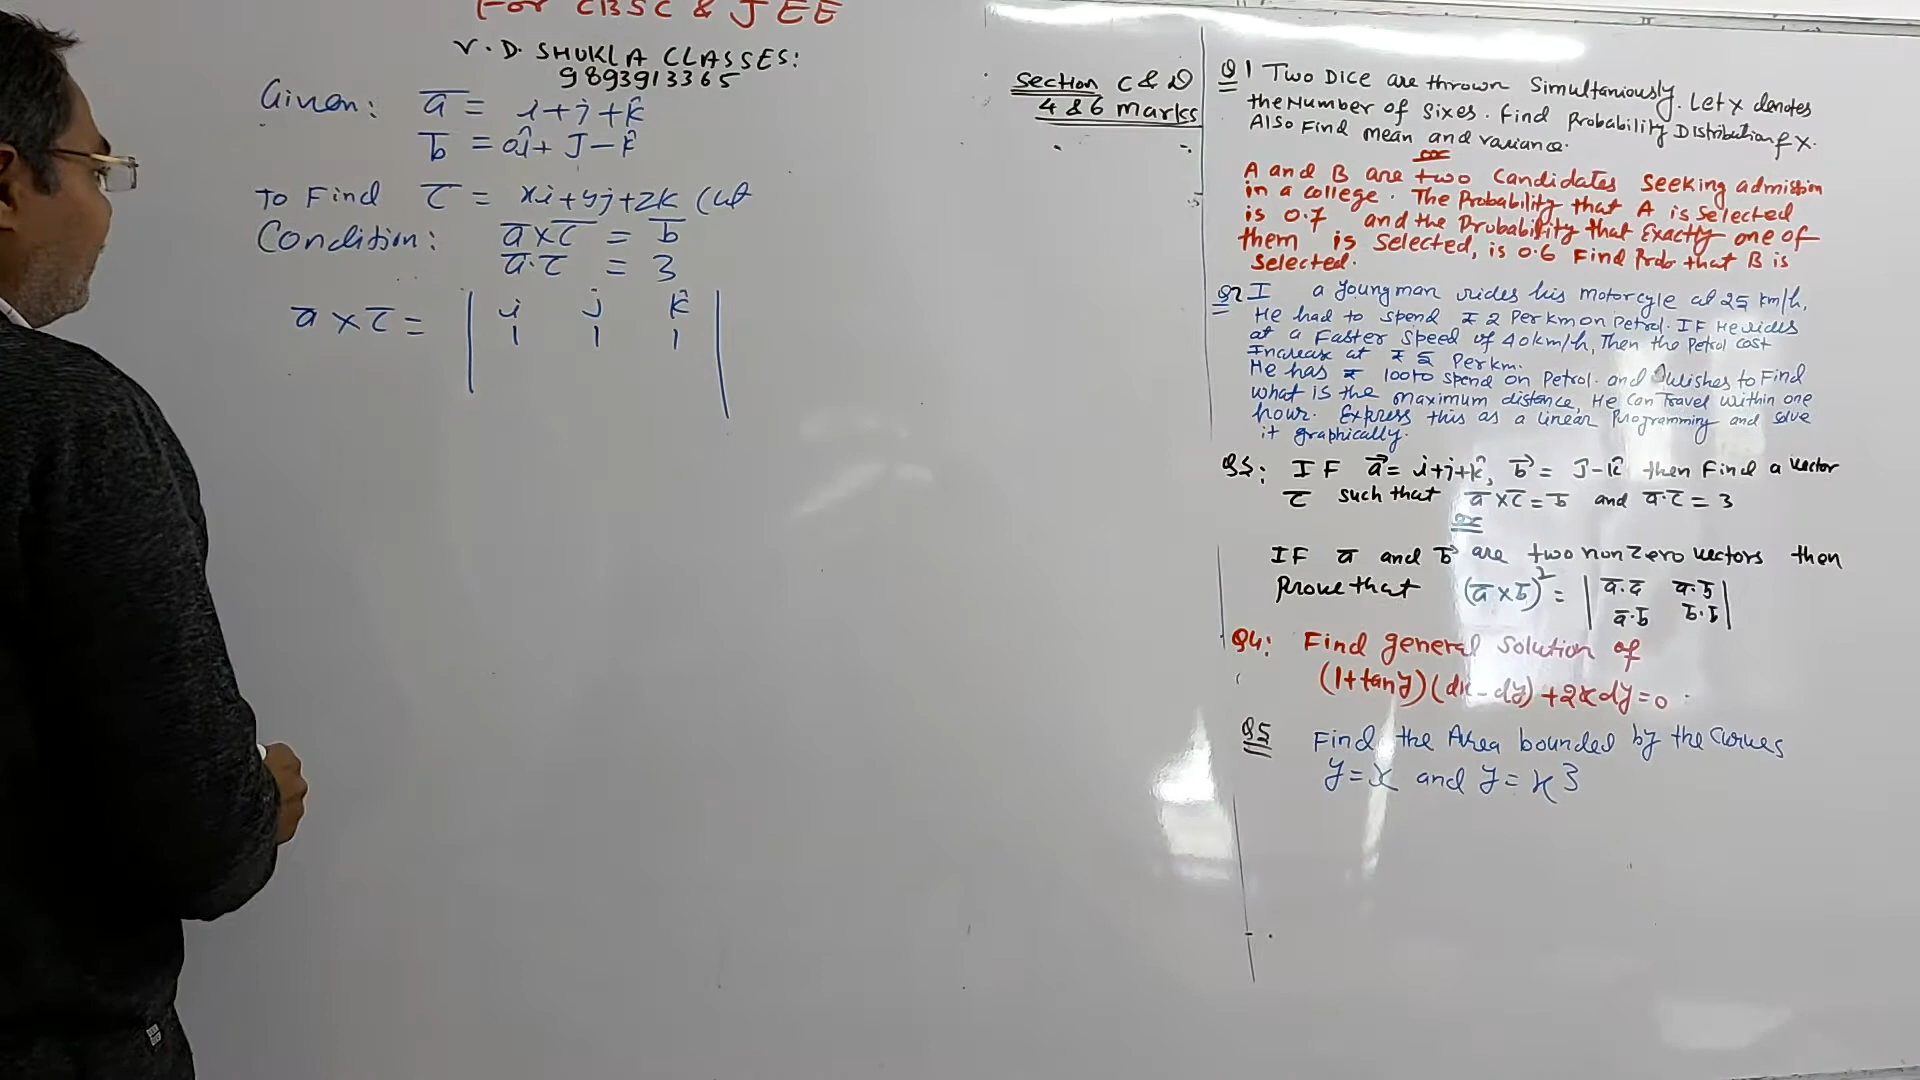 For CBSC & JEE
V.D. SHUKLA CLASSES:
9893913365
Given: a̅ = i+j+k̂
b̅ = 0î+J-k̂
To Find c̅ = xi+yj+zk (let
Condition: a̅×c̅ = b̅
a̅·c̅ = 3
a̅×c̅ = | i j k̂ |
1 1 1
Section C & D
4 & 6 marks
Q1 Two Dice are thrown Simultaniously. Let x denotes
the Number of Sixes. Find Probability Distribution of X.
Also Find mean and variance.
or
A and B are two Candidates Seeking admission
in a college. The Probability that A is Selected
is 0.7 and the Probability that Exactly one of
them is Selected, is 0.6 Find Prob that B is
Selected.
Q2 I a young man rides his motorcyle at 25 km/h,
He had to spend ₹ 2 Per km on Petrol. IF He rides
at a Faster Speed of 40 km/h, Then the Petrol cost
Increase at ₹ 5 Per km.
He has ₹ 100 to spend on Petrol. and wishes to Find
what is the maximum distance, He Can Travel within one
hour. Express this as a linear Programming and solve
it graphically.
Q3: IF a⃗ = i+j+k̂, b⃗ = J-k̂ then Find a vector
c̅ such that a̅×c̅ = b̅ and a̅·c̅ = 3
or
IF a̅ and b⃗ are two non Zero vectors then
Prove that (a̅×b̅)² = | a̅·a̅ a̅·b̅ |
a̅·b̅ b̅·b̅
Q4: Find general Solution of
(1+tany)(dx-dy)+2xdy=0
Q5 Find the Area bounded by the Curves
y=x and y=x3